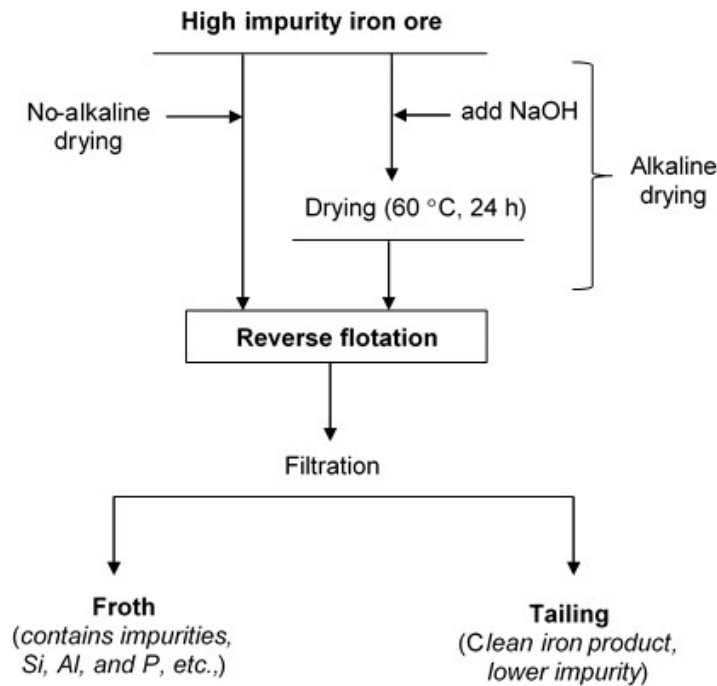 High impurity iron ore
No-alkaline
drying
add NaOH
Alkaline
drying
Drying (60 °C, 24 h)
Reverse flotation
Filtration
Froth
(contains impurities,
Si, Al, and P, etc.,)
Tailing
(Clean iron product,
lower impurity)